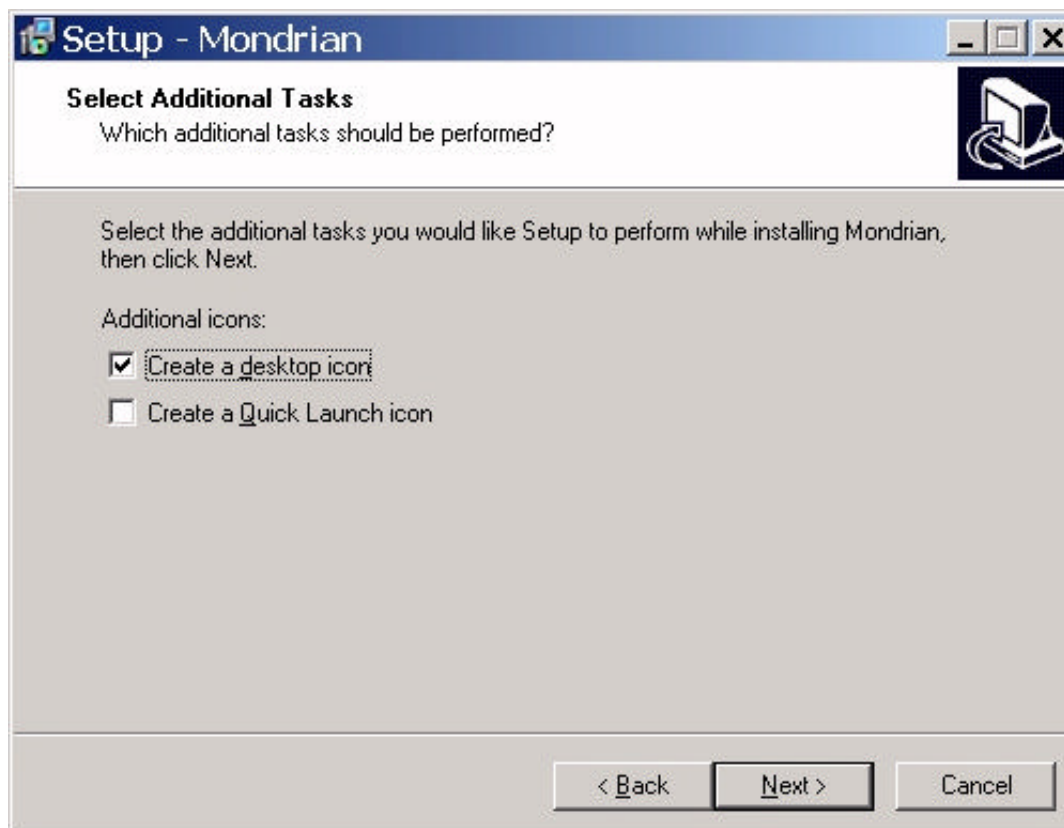 Setup - Mondrian
Select Additional Tasks
Which additional tasks should be performed?
Select the additional tasks you would like Setup to perform while installing Mondrian,
then click Next.
Additional icons:
Create a desktop icon
Create a Quick Launch icon
< Back
Next >
Cancel